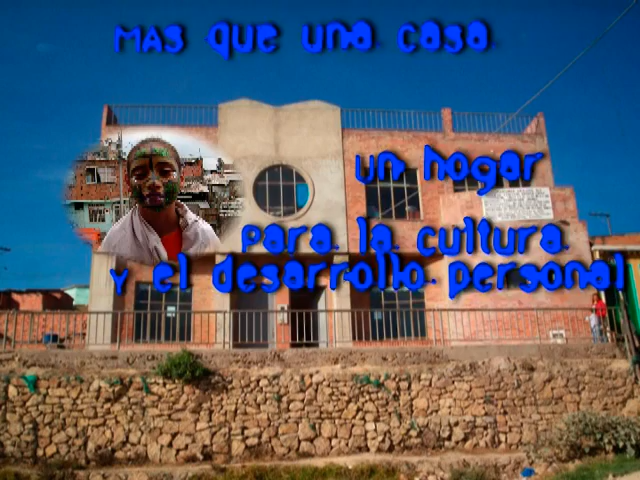 MAS que una casa
un hogar
para la cultura
y el desarrollo personal